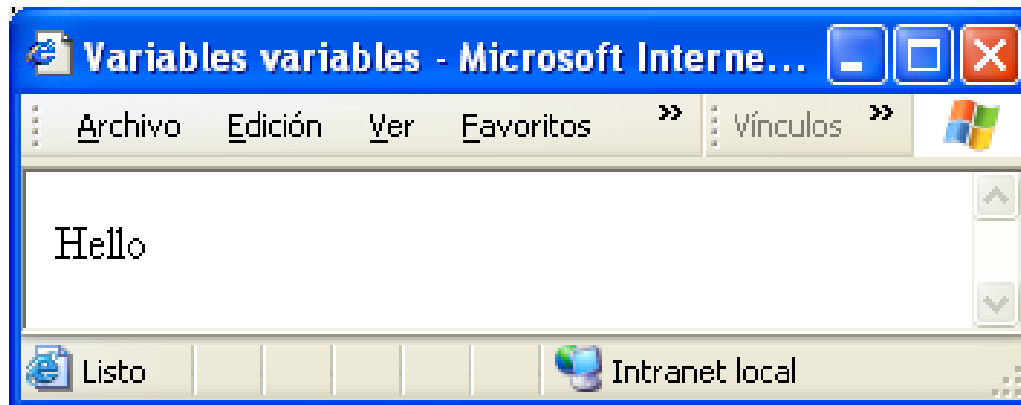 Variables variables - Microsoft Interne...
Archivo Edición Ver Favoritos » Vínculos »
Hello
Listo Intranet local